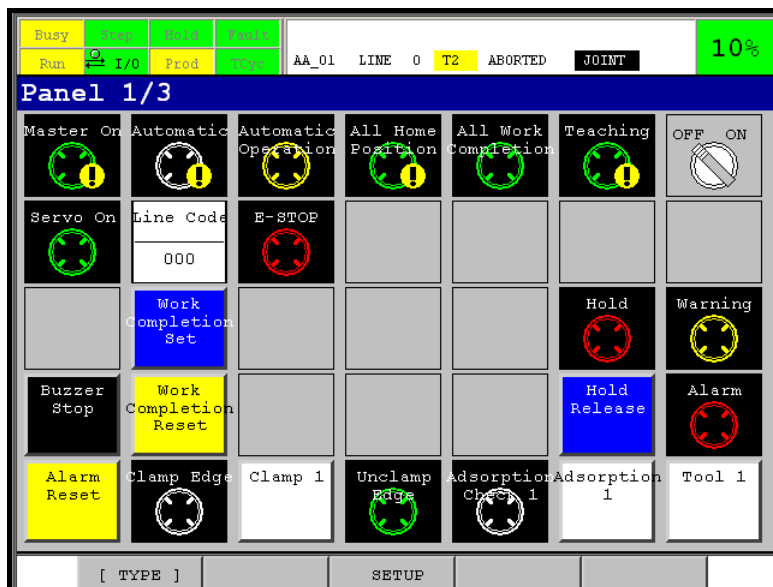 Busy Step Hold Fault
Run I/O Prod TCyc
AA_01 LINE 0 T2 ABORTED JOINT
10%
Panel 1/3
Master On
Automatic
Automatic
Operation
All Home
Position
All Work
Completion
Teaching
OFF ON
Servo On
Line Code
000
E-STOP
Work
Completion
Set
Hold
Warning
Buzzer
Stop
Work
Completion
Reset
Hold
Release
Alarm
Alarm
Reset
Clamp Edge
Clamp 1
Unclamp
Edge
Adsorption
Check 1
Adsorption
1
Tool 1
[ TYPE ]
SETUP